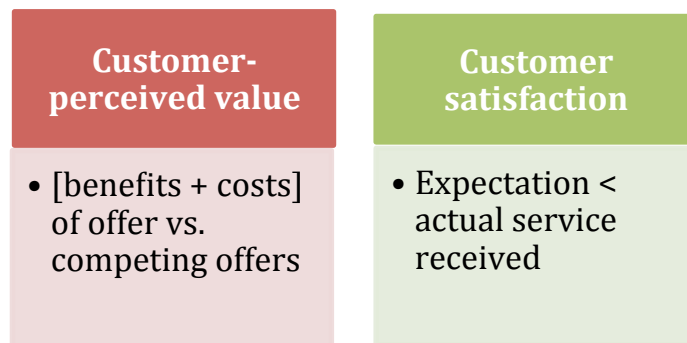 Customer-
perceived value
• [benefits + costs]
of offer vs.
competing offers
Customer
satisfaction
• Expectation <
actual service
received